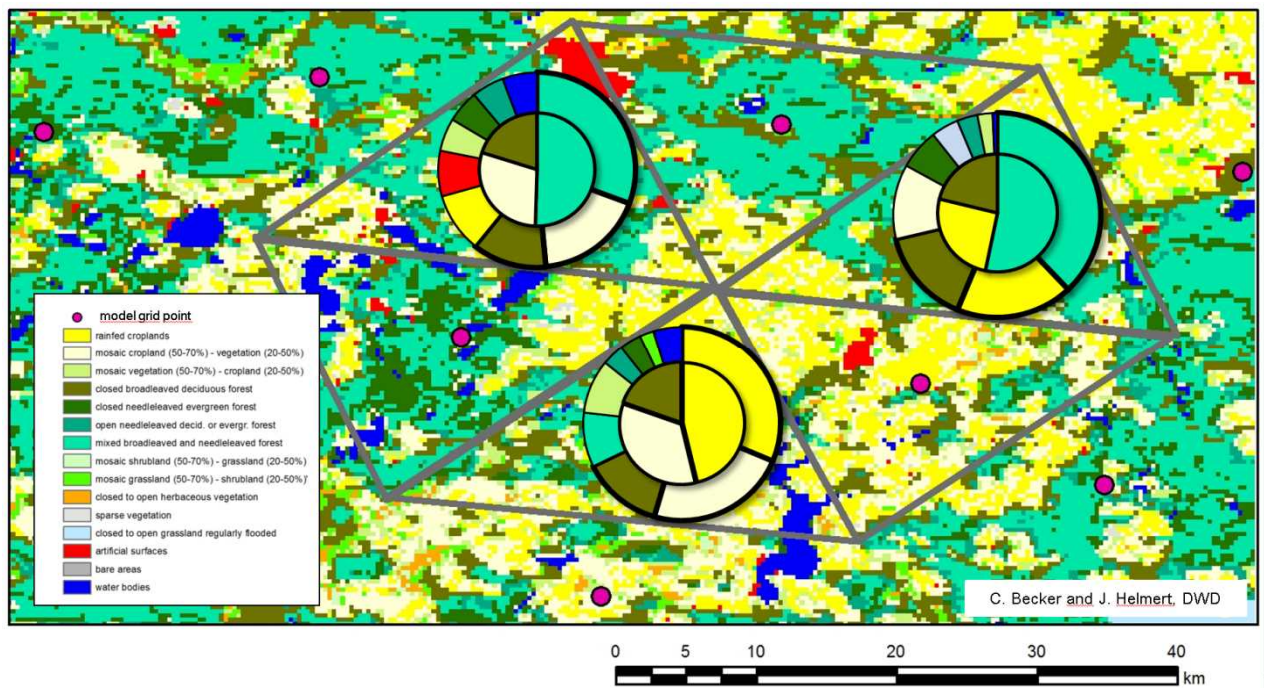 model grid point
rainfed croplands
mosaic cropland (50-70%) - vegetation (20-50%)
mosaic vegetation (50-70%) - cropland (20-50%)
closed broadleaved deciduous forest
closed needleleaved evergreen forest
open needleleaved decid. or evergr. forest
mixed broadleaved and needleleaved forest
mosaic shrubland (50-70%) - grassland (20-50%)
mosaic grassland (50-70%) - shrubland (20-50%)'
closed to open herbaceous vegetation
sparse vegetation
closed to open grassland regularly flooded
artificial surfaces
bare areas
water bodies
C. Becker and J. Helmert, DWD
0 5 10 20 30 40
km